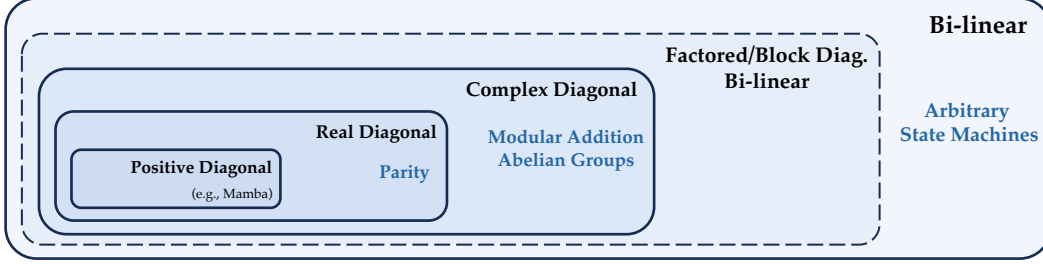 Bi-linear
Factored/Block Diag.
Bi-linear
Complex Diagonal
Real Diagonal
Positive Diagonal
(e.g., Mamba)
Parity
Modular Addition
Abelian Groups
Arbitrary
State Machines